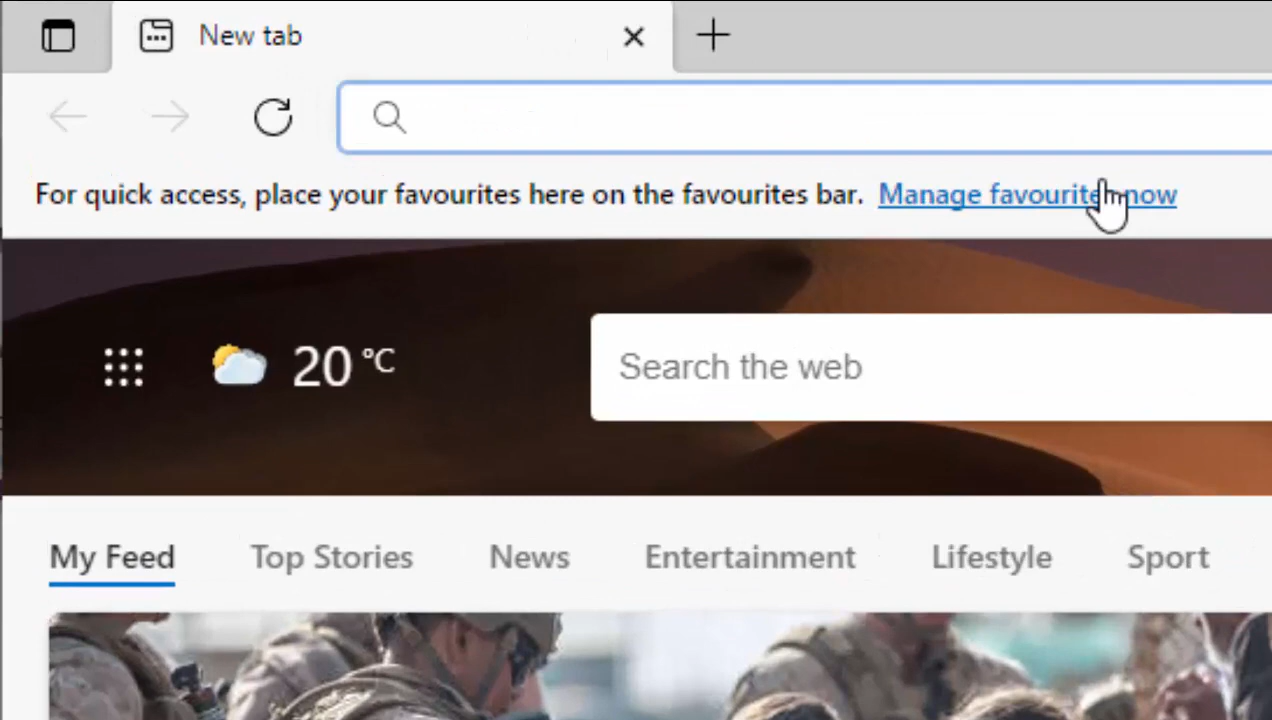 New tab
For quick access, place your favourites here on the favourites bar. Manage favourites now
20 °C
Search the web
My Feed Top Stories News Entertainment Lifestyle Sport